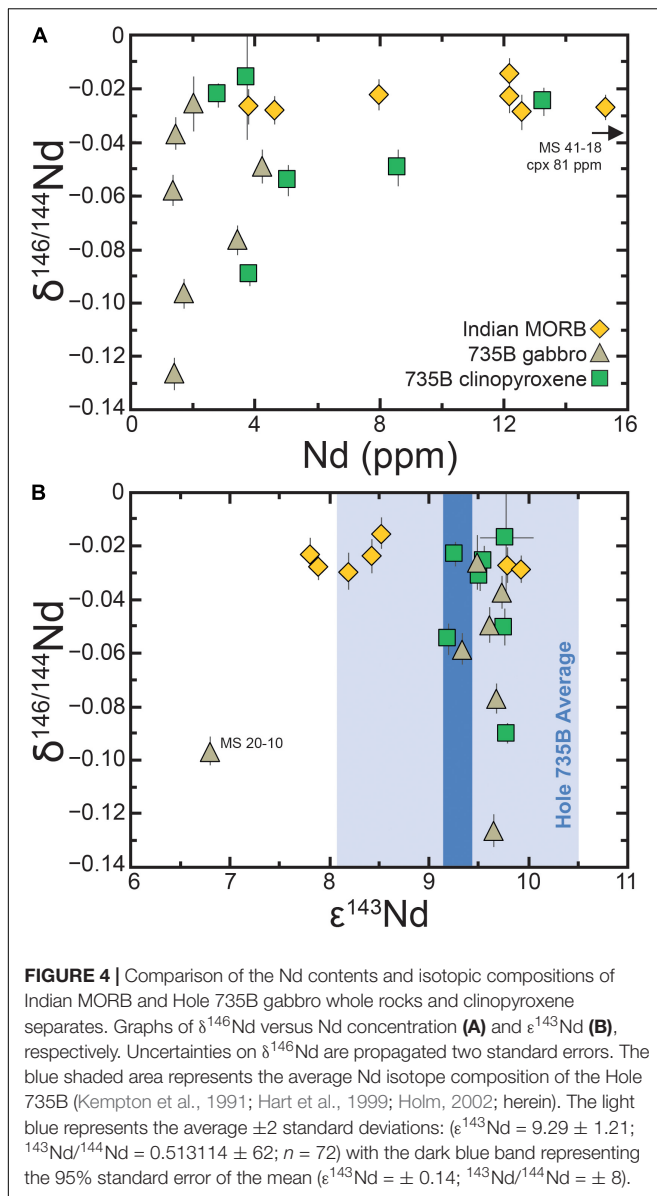 A
0
−0.02
−0.04
−0.06
−0.08
−0.10
−0.12
−0.14
δ146/144Nd
MS 41-18
cpx 81 ppm
Indian MORB
735B gabbro
735B clinopyroxene
0 4 8 12 16
Nd (ppm)
B
0
−0.02
−0.04
−0.06
−0.08
−0.10
−0.12
−0.14
δ146/144Nd
MS 20-10
Hole 735B Average
6 7 8 9 10 11
ε143Nd
FIGURE 4 | Comparison of the Nd contents and isotopic compositions of
Indian MORB and Hole 735B gabbro whole rocks and clinopyroxene
separates. Graphs of δ146Nd versus Nd concentration (A) and ε143Nd (B),
respectively. Uncertainties on δ146Nd are propagated two standard errors. The
blue shaded area represents the average Nd isotope composition of the Hole
735B (Kempton et al., 1991; Hart et al., 1999; Holm, 2002; herein). The light
blue represents the average ±2 standard deviations: (ε143Nd = 9.29 ± 1.21;
143Nd/144Nd = 0.513114 ± 62; n = 72) with the dark blue band representing
the 95% standard error of the mean (ε143Nd = ± 0.14; 143Nd/144Nd = ± 8).